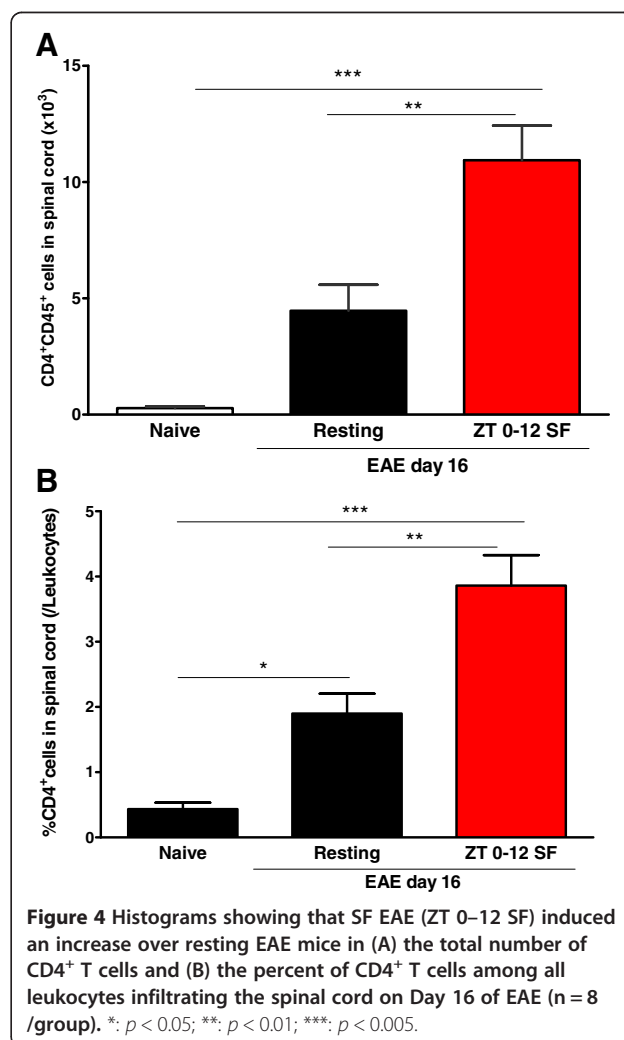 A
15
10
5
0
CD4⁺CD45⁺ cells in spinal cord (x10³)
***
**
Naive Resting ZT 0-12 SF
EAE day 16
B
5
4
3
2
1
0
%CD4⁺cells in spinal cord (/Leukocytes)
***
**
*
Naive Resting ZT 0-12 SF
EAE day 16
Figure 4 Histograms showing that SF EAE (ZT 0–12 SF) induced
an increase over resting EAE mice in (A) the total number of
CD4⁺ T cells and (B) the percent of CD4⁺ T cells among all
leukocytes infiltrating the spinal cord on Day 16 of EAE (n = 8
/group). *: p < 0.05; **: p < 0.01; ***: p < 0.005.